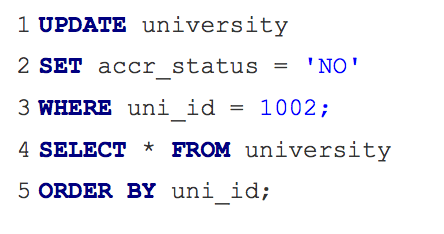 1 UPDATE university
2 SET accr_status = 'NO'
3 WHERE uni_id = 1002;
4 SELECT * FROM university
5 ORDER BY uni_id;